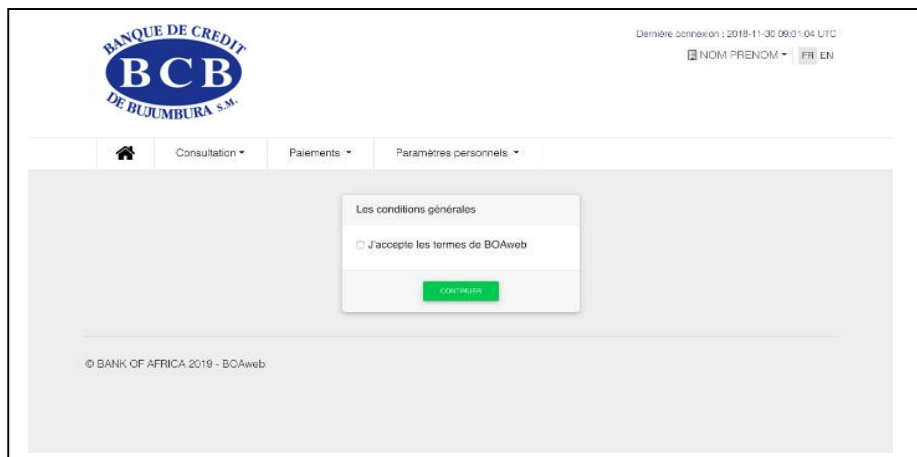 BANQUE DE CREDIT
BCB
DE BUJUMBURA S.M.
Dernière connexion : 2018-11-30 09:01:04 UTC
NOM PRENOM FR EN
Consultation Paiements Paramètres personnels
Les conditions générales
J'accepte les termes de BOAweb
CONTINUER
© BANK OF AFRICA 2019 - BOAweb